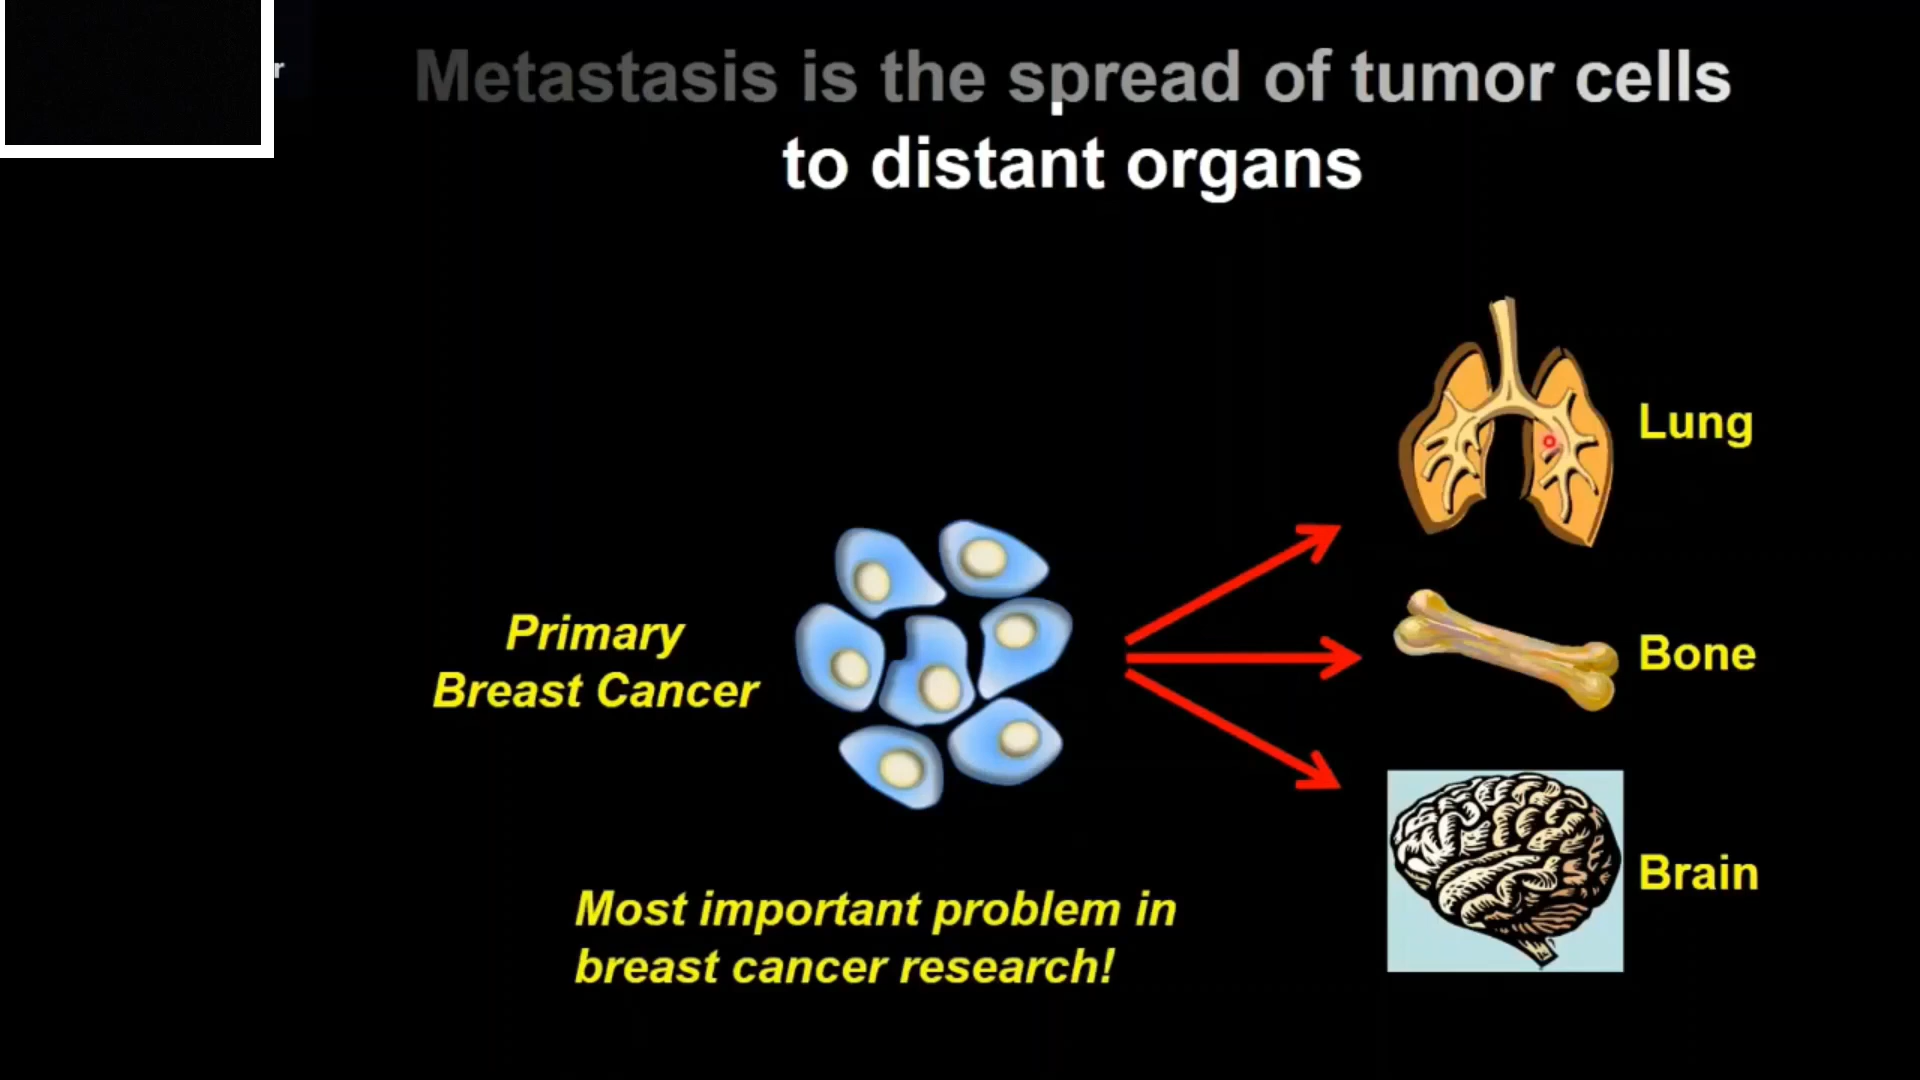 Metastasis is the spread of tumor cells
to distant organs
Lung
Primary
Breast Cancer
Bone
Brain
Most important problem in
breast cancer research!